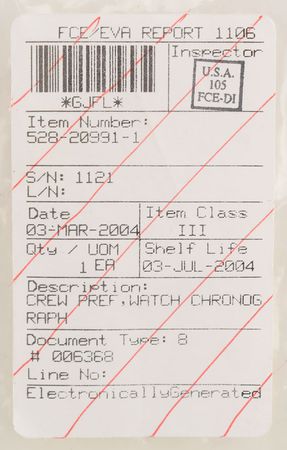 FCE/EVA REPORT 1106
Inspector
U.S.A.
105
FCE-DI
*GJFL*
Item Number:
528-20991-1
S/N: 1121
L/N:
Date
03-MAR-2004
Item Class
III
Qty / UOM
1 EA
Shelf Life
03-JUL-2004
Description:
CREW PREF,WATCH CHRONOG
RAPH
Document Type: 8
# 006368
Line No:
ElectronicallyGenerated